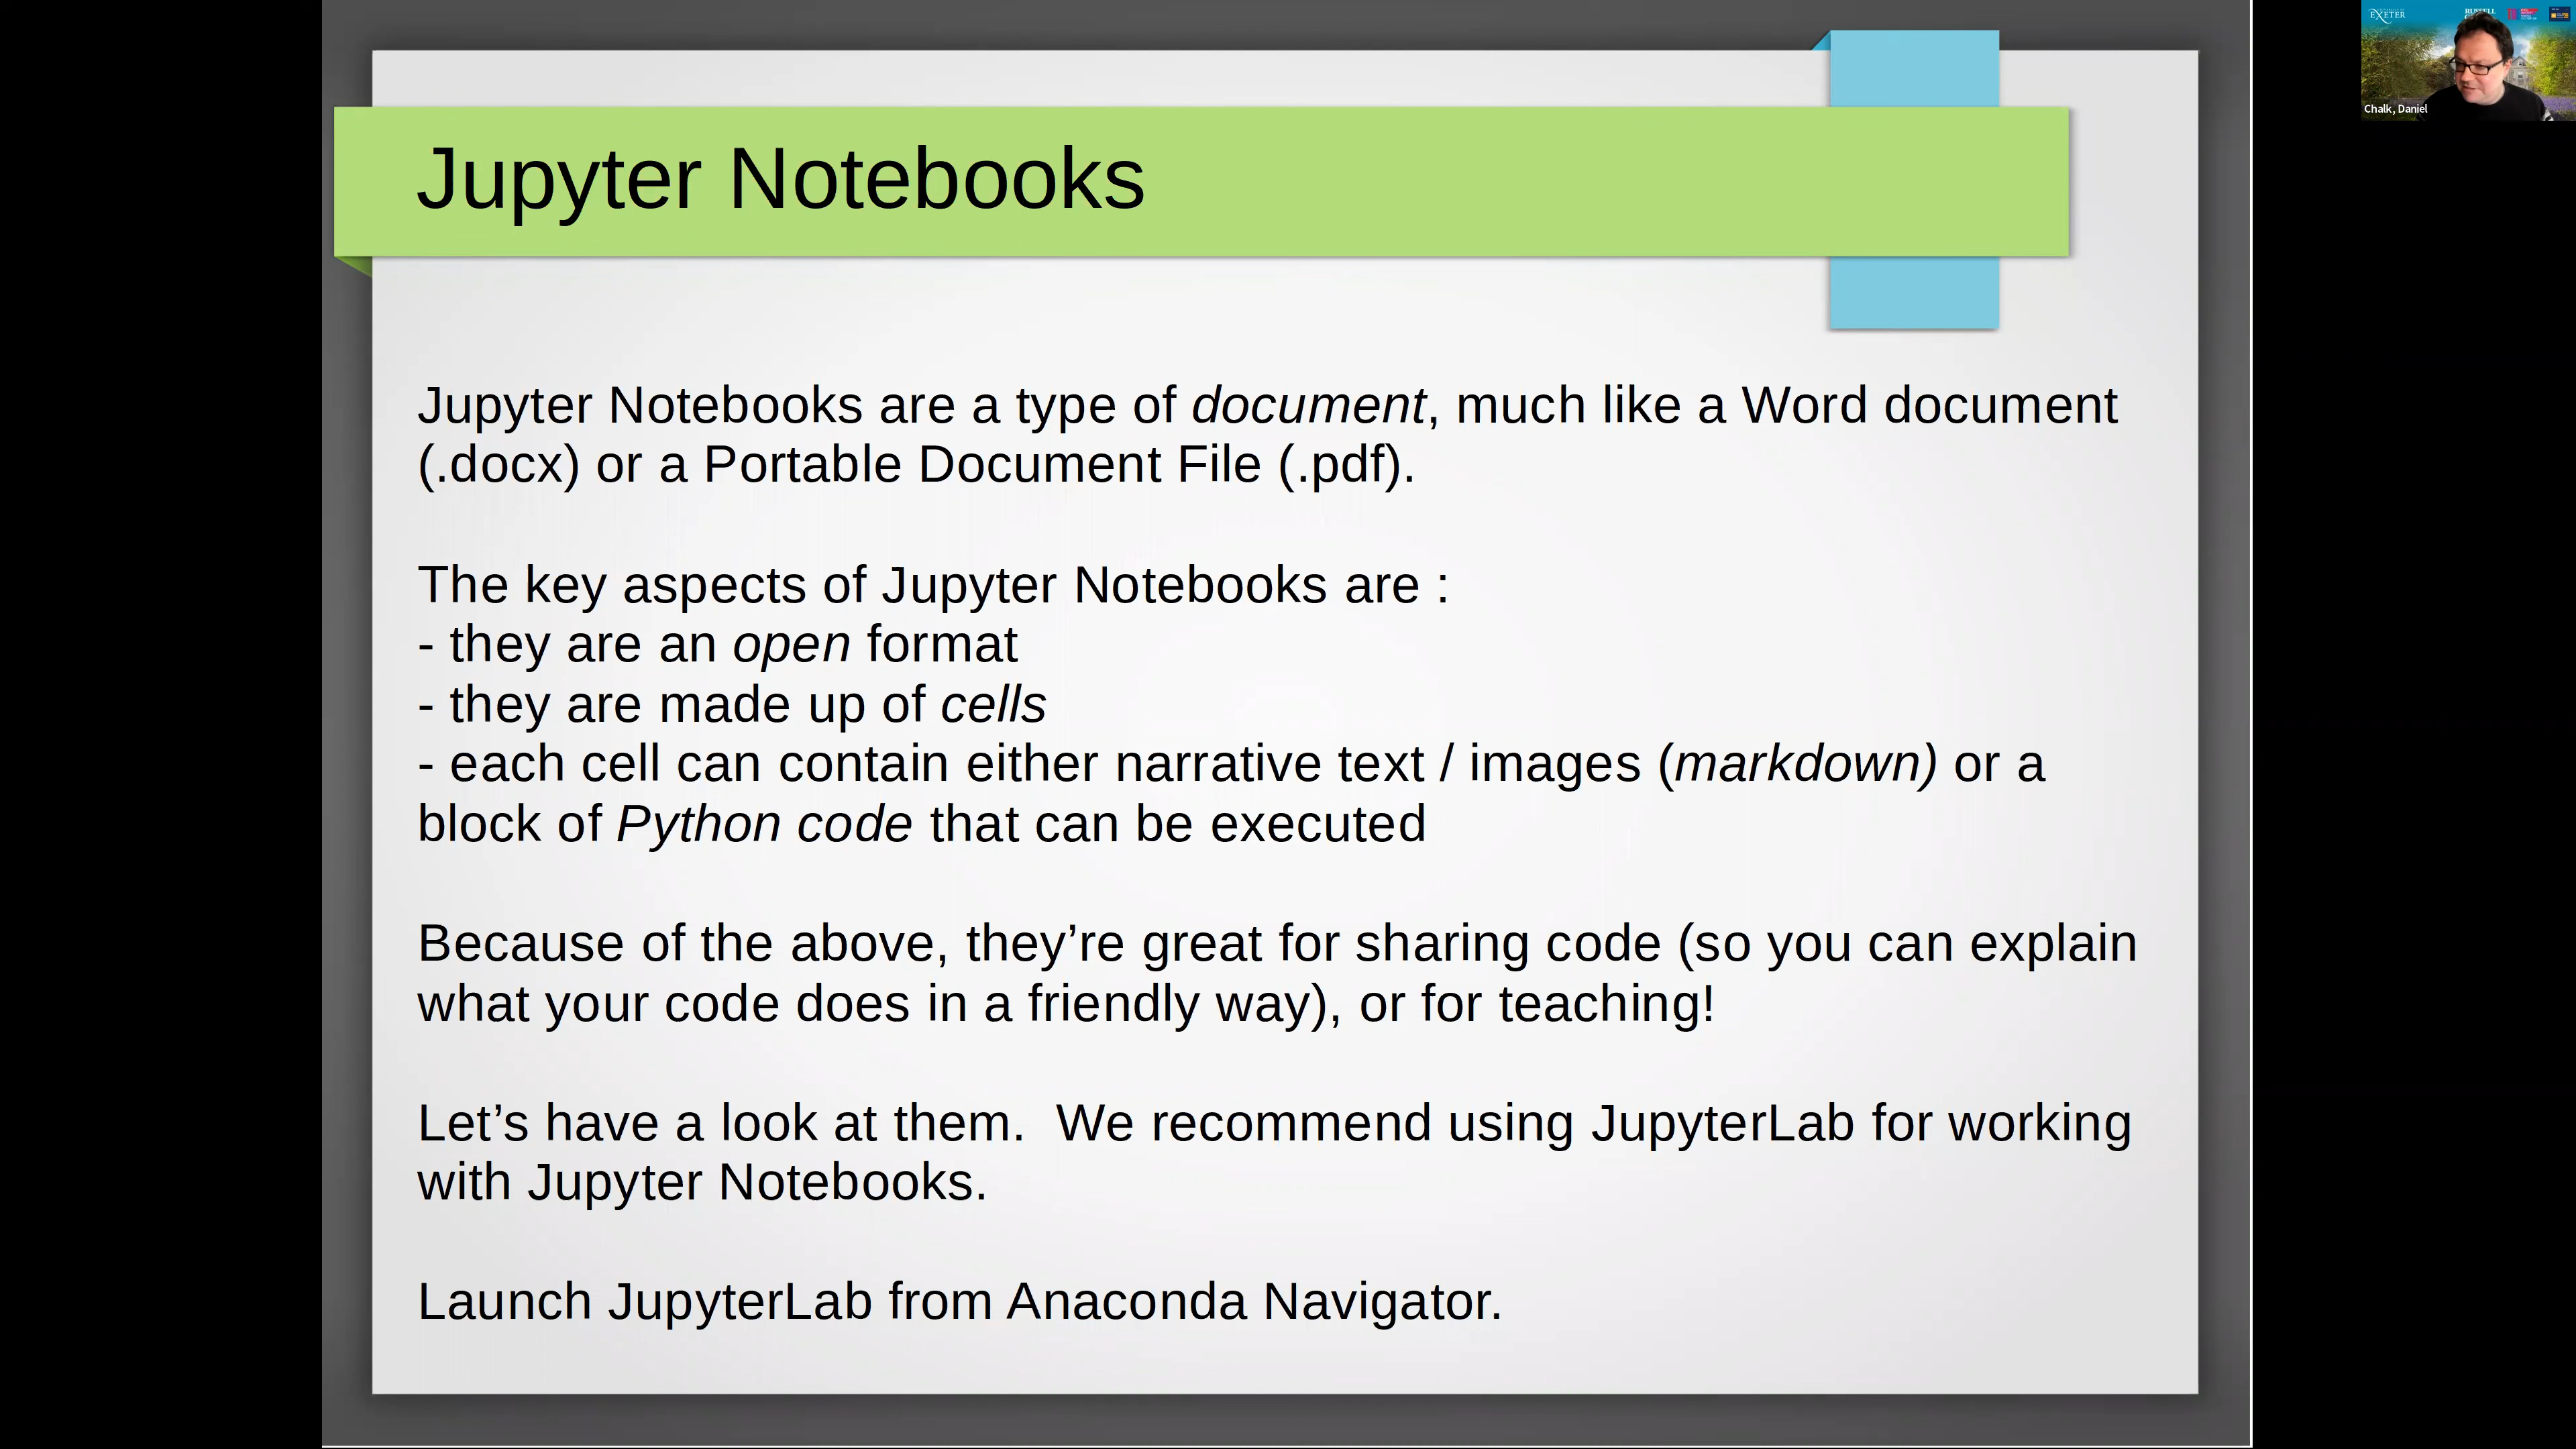 Jupyter Notebooks
Jupyter Notebooks are a type of document, much like a Word document
(.docx) or a Portable Document File (.pdf).
The key aspects of Jupyter Notebooks are :
- they are an open format
- they are made up of cells
- each cell can contain either narrative text / images (markdown) or a
block of Python code that can be executed
Because of the above, they’re great for sharing code (so you can explain
what your code does in a friendly way), or for teaching!
Let’s have a look at them.  We recommend using JupyterLab for working
with Jupyter Notebooks.
Launch JupyterLab from Anaconda Navigator.
EXETER
Chalk, Daniel